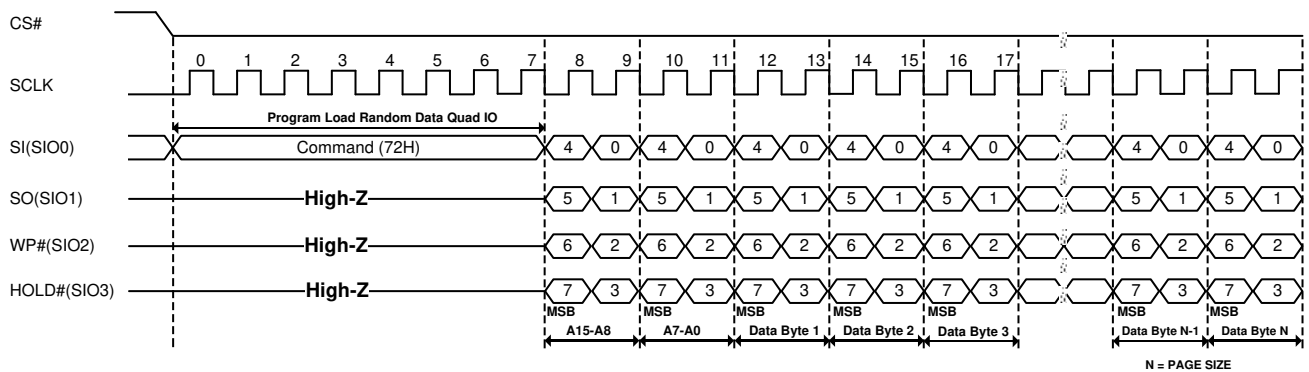 CS#
0 1 2 3 4 5 6 7 8 9 10 11 12 13 14 15 16 17
SCLK
Program Load Random Data Quad IO
SI(SIO0) Command (72H) 4 0 4 0 4 0 4 0 4 0 4 0 4 0
SO(SIO1) High-Z 5 1 5 1 5 1 5 1 5 1 5 1 5 1
WP#(SIO2) High-Z 6 2 6 2 6 2 6 2 6 2 6 2 6 2
HOLD#(SIO3) High-Z 7 3 7 3 7 3 7 3 7 3 7 3 7 3
MSB MSB MSB MSB MSB MSB MSB
A15-A8 A7-A0 Data Byte 1 Data Byte 2 Data Byte 3 Data Byte N-1 Data Byte N
N = PAGE SIZE